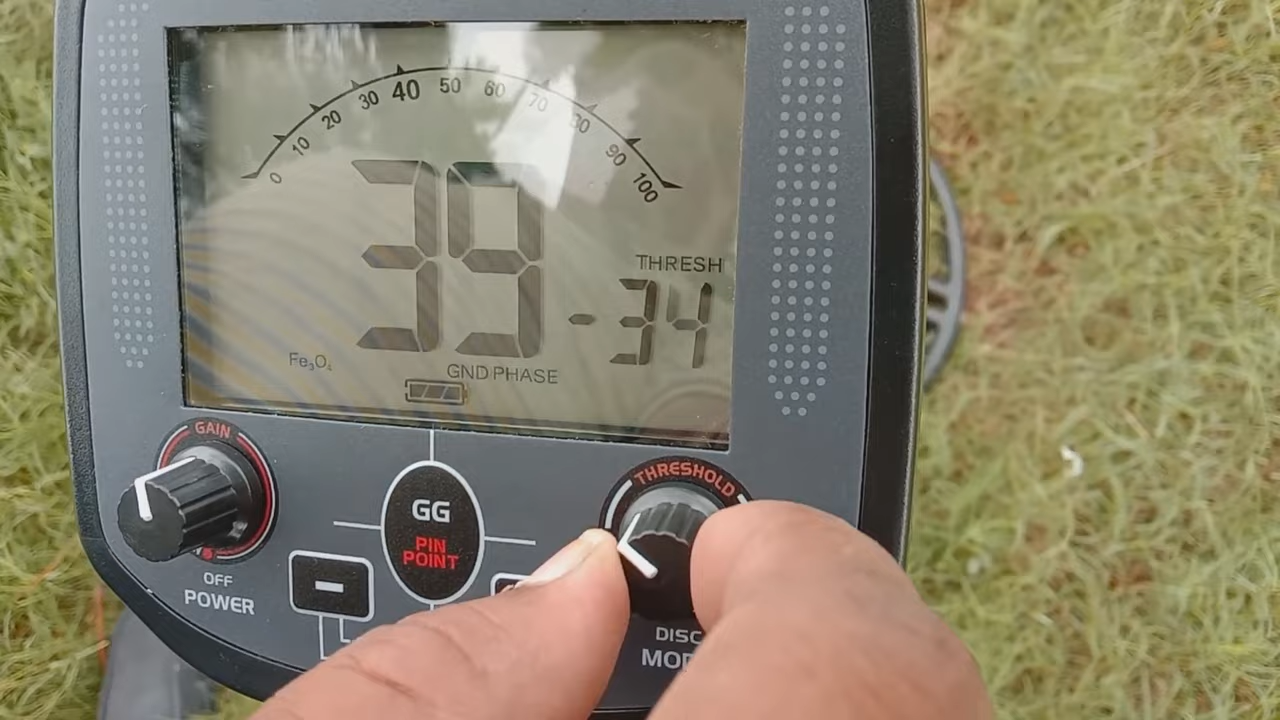 0 10 20 30 40 50 60 70 80 90 100
39
THRESH
-34
Fe₃O₄
GND PHASE
GAIN
THRESHOLD
GG
PIN
POINT
OFF
POWER
-
DISC